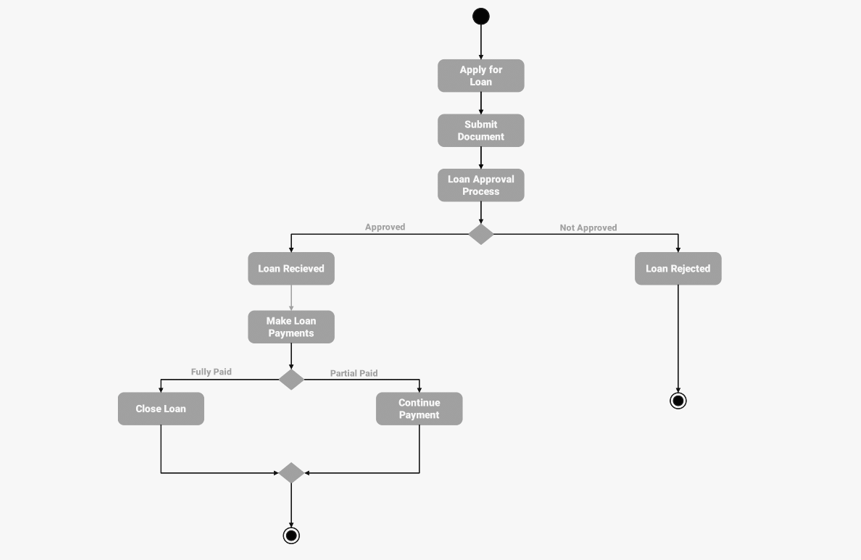 Apply for
Loan
Submit
Document
Loan Approval
Process
Approved
Not Approved
Loan Recieved
Loan Rejected
Make Loan
Payments
Fully Paid
Partial Paid
Close Loan
Continue
Payment